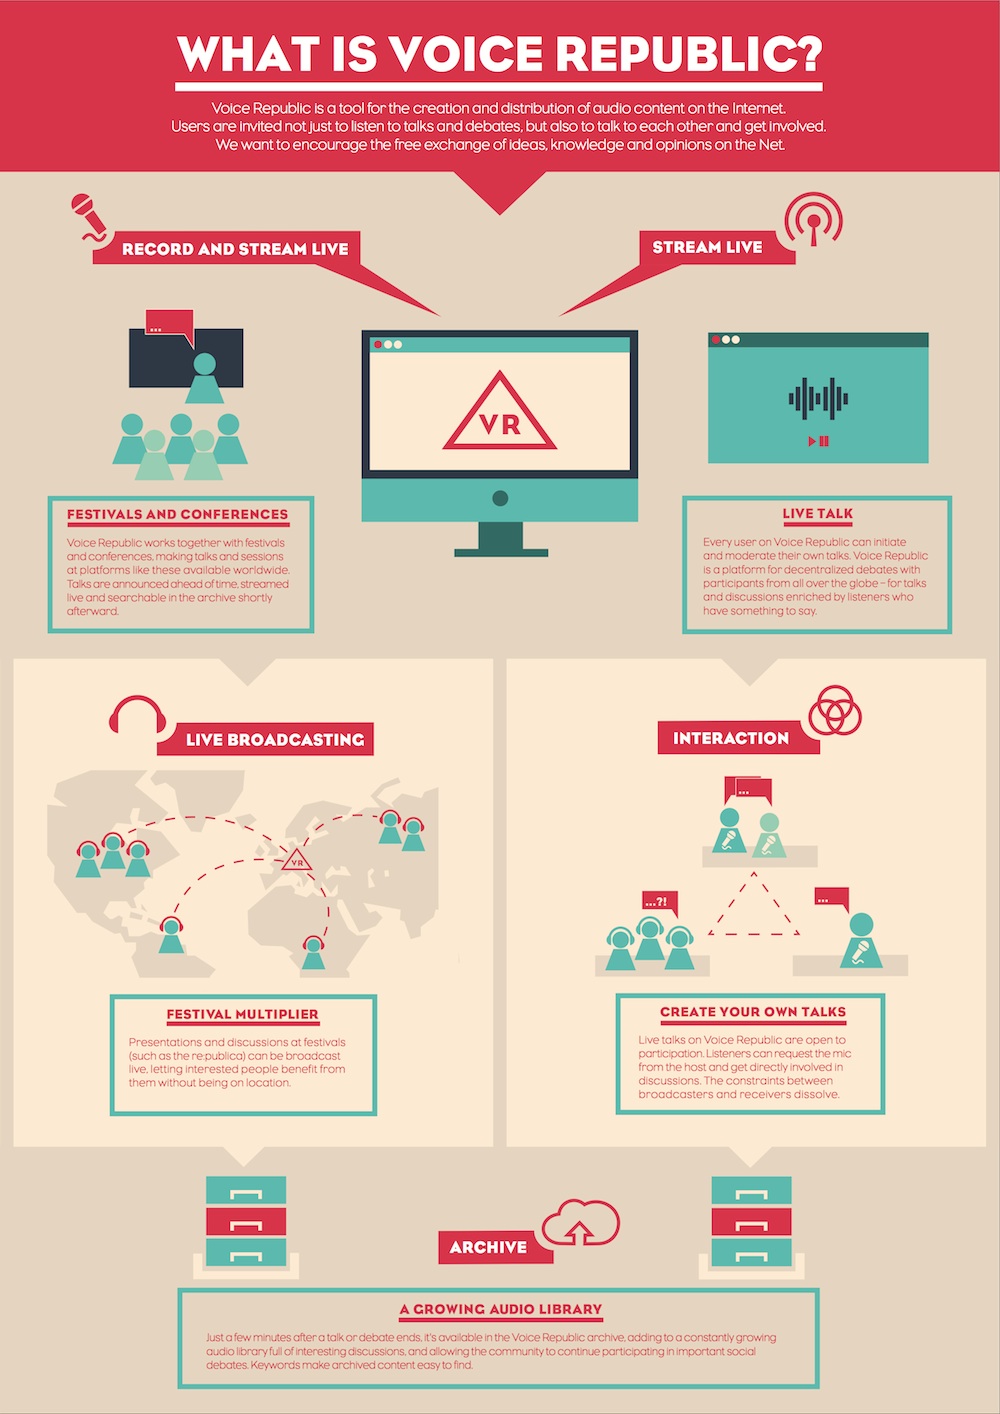 WHAT IS VOICE REPUBLIC?
Voice Republic is a tool for the creation and distribution of audio content on the Internet.
Users are invited not just to listen to talks and debates, but also to talk to each other and get involved.
We want to encourage the free exchange of ideas, knowledge and opinions on the Net.
RECORD AND STREAM LIVE
STREAM LIVE
...
VR
FESTIVALS AND CONFERENCES
Voice Republic works together with festivals
and conferences, making talks and sessions
at platforms like these available worldwide.
Talks are announced ahead of time, streamed
live and searchable in the archive shortly
afterward.
LIVE TALK
Every user on Voice Republic can initiate
and moderate their own talks. Voice Republic
is a platform for decentralized debates with
participants from all over the globe – for talks
and discussions enriched by listeners who
have something to say.
LIVE BROADCASTING
VR
FESTIVAL MULTIPLIER
Presentations and discussions at festivals
(such as the re:publica) can be broadcast
live, letting interested people benefit from
them without being on location.
INTERACTION
...
...?!
...
CREATE YOUR OWN TALKS
Live talks on Voice Republic are open to
participation. Listeners can request the mic
from the host and get directly involved in
discussions. The constraints between
broadcasters and receivers dissolve.
ARCHIVE
A GROWING AUDIO LIBRARY
Just a few minutes after a talk or debate ends, it's available in the Voice Republic archive, adding to a constantly growing
audio library full of interesting discussions, and allowing the community to continue participating in important social
debates. Keywords make archived content easy to find.